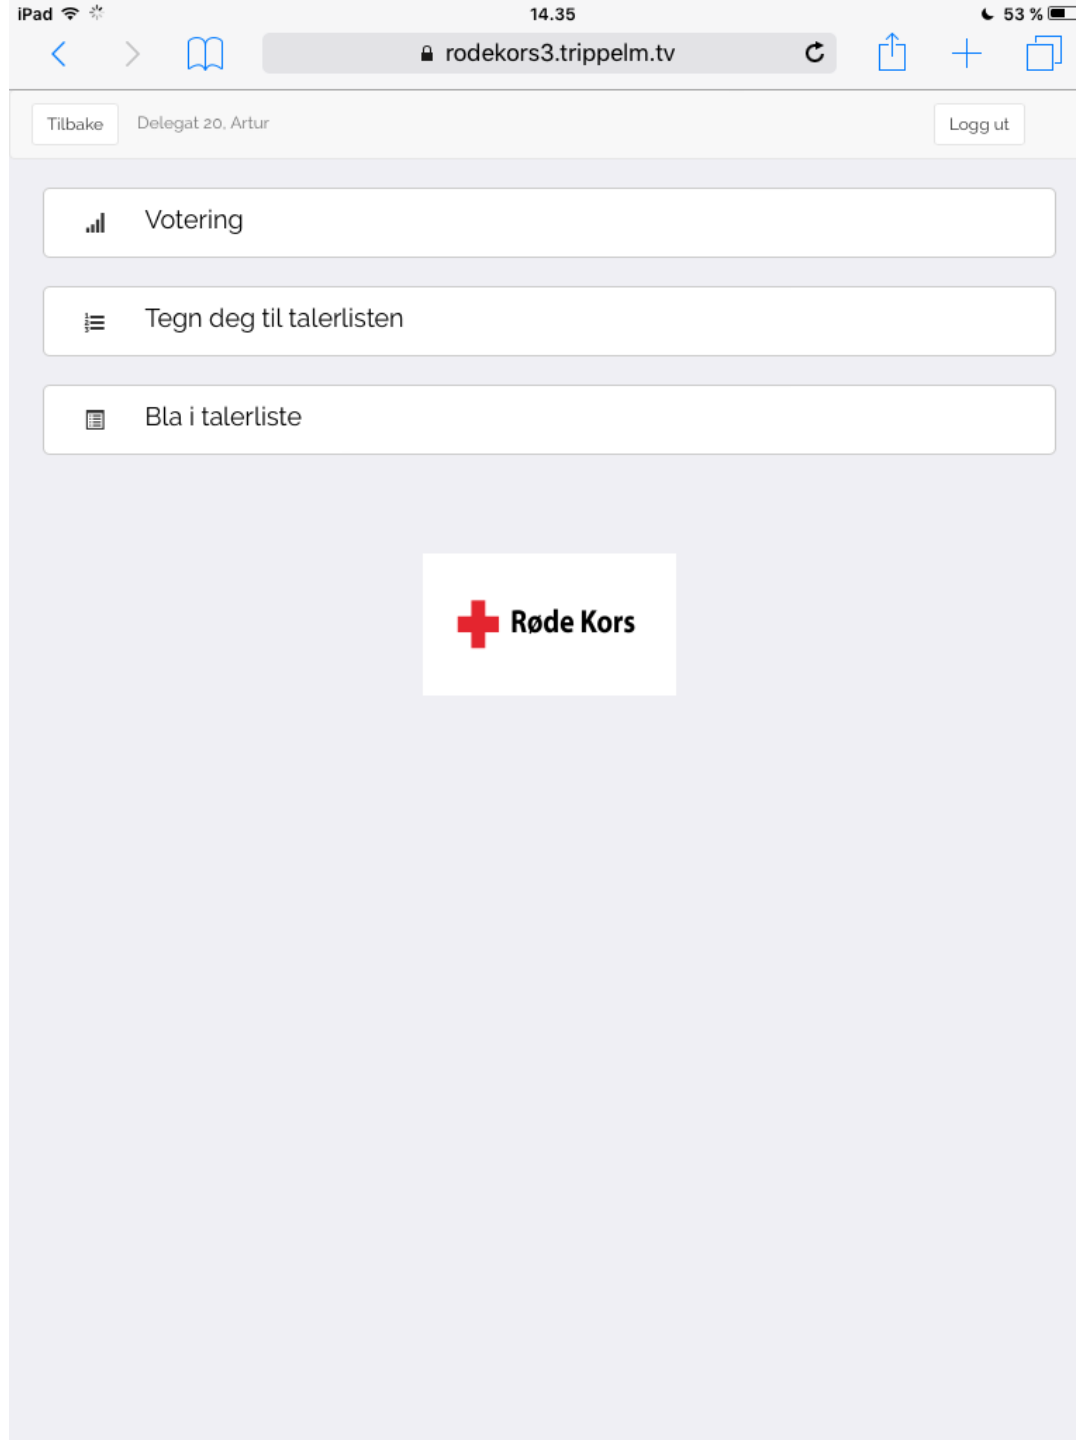 iPad 14.35 53 %
rodekors3.trippelm.tv
Tilbake Delegat 20, Artur Logg ut
Votering
Tegn deg til talerlisten
Bla i talerliste
Røde Kors